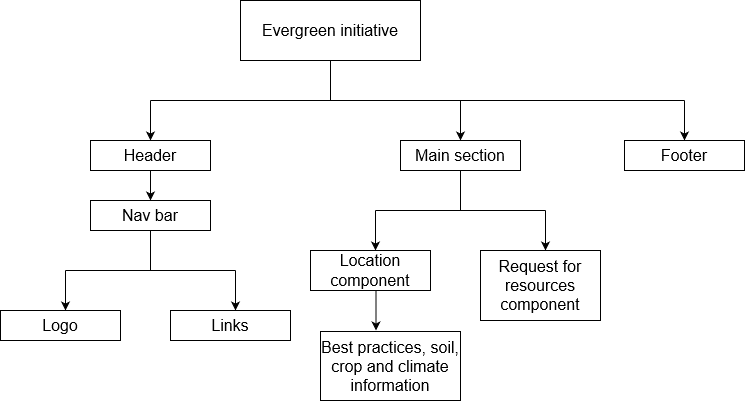 Evergreen initiative
Header
Main section
Footer
Nav bar
Location
component
Request for
resources
component
Logo
Links
Best practices, soil,
crop and climate
information